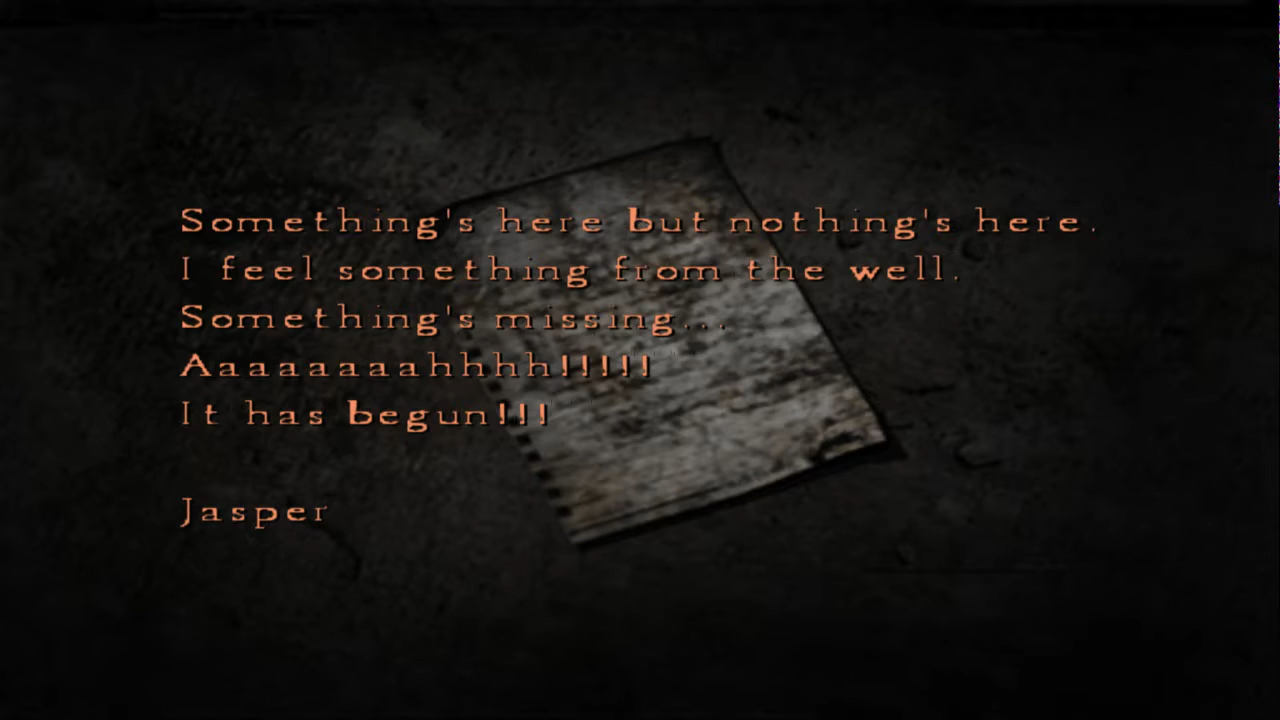 Something's here but nothing's here.
I feel something from the well.
Something's missing...
Aaaaaaaahhhh!!!!!
It has begun!!!
Jasper